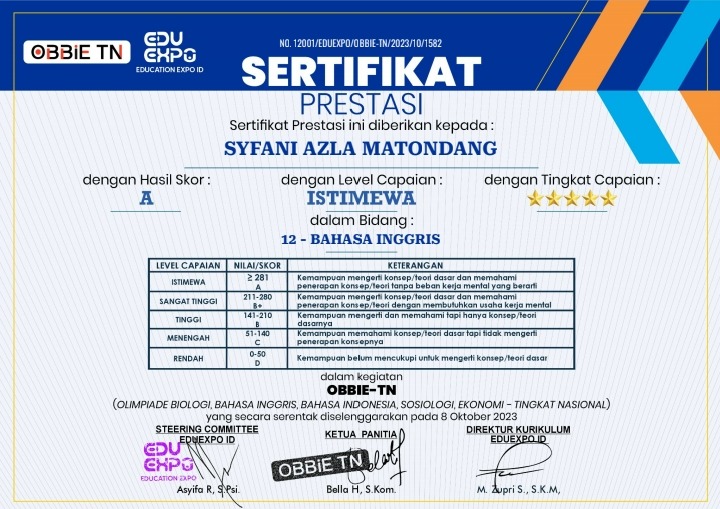 OBBIE TN
EDU
EXPO
EDUCATION EXPO ID
NO. 12001/EDUEXPO/OBBIE-TN/2023/10/1582
SERTIFIKAT
PRESTASI
Sertifikat Prestasi ini diberikan kepada :
SYFANI AZLA MATONDANG
dengan Hasil Skor : dengan Level Capaian : dengan Tingkat Capaian :
A ISTIMEWA
dalam Bidang :
12 - BAHASA INGGRIS
LEVEL CAPAIAN NILAI/SKOR KETERANGAN
ISTIMEWA ≥ 281 A Kemampuan mengerti konsep/teori dasar dan memahami
penerapan konsep/teori tanpa beban kerja mental yang berarti
SANGAT TINGGI 211-280 B+ Kemampuan mengerti konsep/teori dasar dan memahami
penerapan konsep/teori dengan membutuhkan usaha kerja mental
TINGGI 141-210 B Kemampuan mengerti dan memahami tapi hanya konsep/teori
dasarnya
MENENGAH 51-140 C Kemampuan memahami konsep/teori dasar tapi tidak mengerti
penerapan konsepnya
RENDAH 0-50 D Kemampuan belum mencukupi untuk mengerti konsep/teori dasar
dalam kegiatan
OBBIE-TN
(OLIMPIADE BIOLOGI, BAHASA INGGRIS, BAHASA INDONESIA, SOSIOLOGI, EKONOMI - TINGKAT NASIONAL)
yang secara serentak diselenggarakan pada 8 Oktober 2023
STEERING COMMITTEE
EDUEXPO ID
EDU
EXPO
EDUCATION EXPO
Asyifa R, S.Psi.
KETUA PANITIA
OBBIE TN
Bella H, S.Kom.
DIREKTUR KURIKULUM
EDUEXPO ID
M. Zupri S., S.K.M,